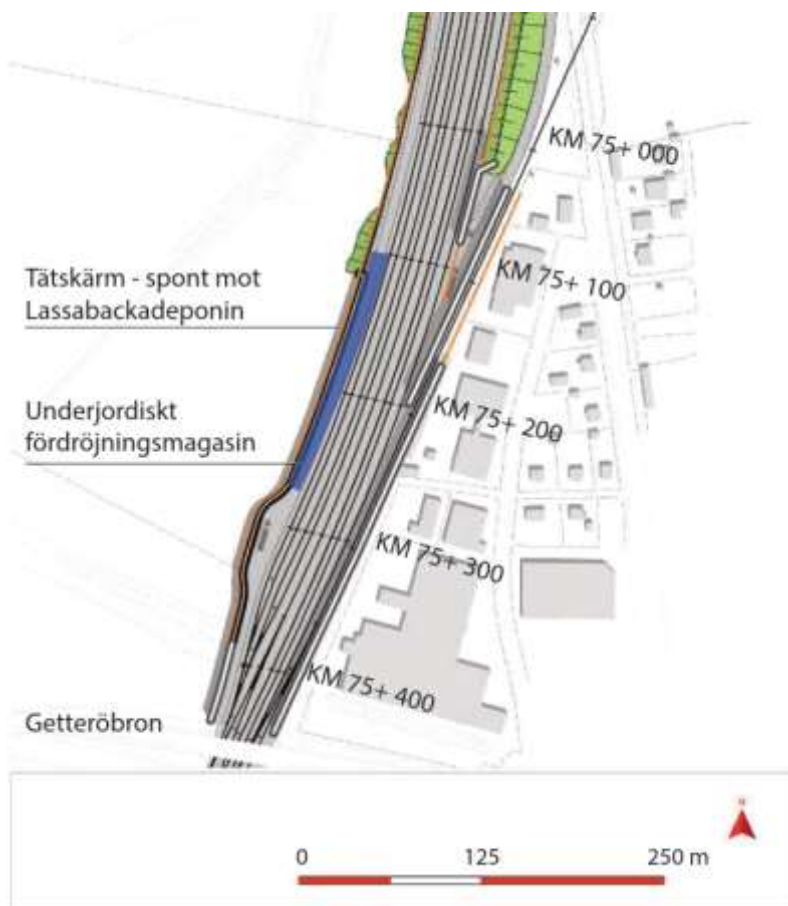 KM 75+ 000
Tätskärm - spont mot
Lassabackadeponin
KM 75+ 100
Underjordiskt
fördröjningsmagasin
KM 75+ 200
KM 75+ 300
KM 75+ 400
Getteröbron
N
0 125 250 m